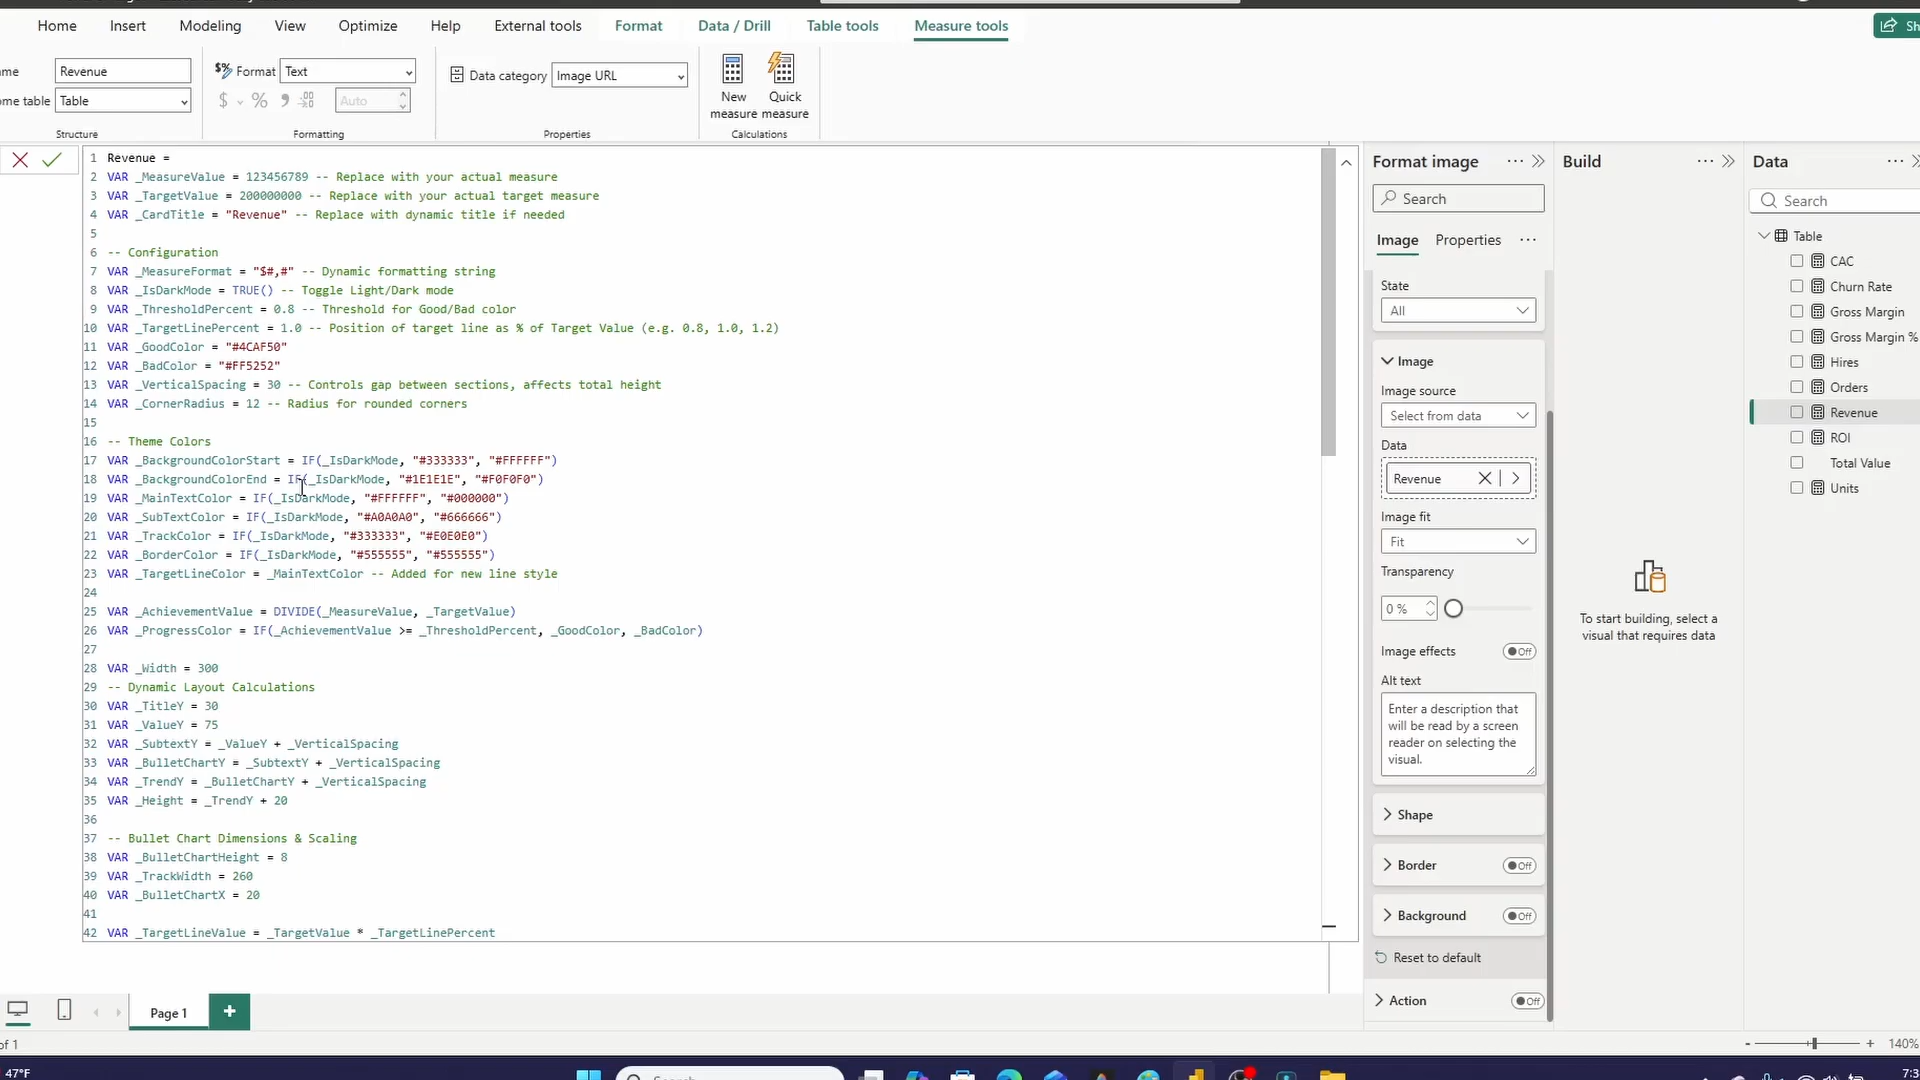 Home Insert Modeling View Optimize Help External tools Format Data / Drill Table tools Measure tools
Sh
me Revenue
Format Text
Data category Image URL
New measure
Quick measure
ome table Table
$ % Auto
Structure
Formatting
Properties
Calculations
1 Revenue =
2 VAR _MeasureValue = 123456789 -- Replace with your actual measure
3 VAR _TargetValue = 200000000 -- Replace with your actual target measure
4 VAR _CardTitle = "Revenue" -- Replace with dynamic title if needed
5
6 -- Configuration
7 VAR _MeasureFormat = "$#,#" -- Dynamic formatting string
8 VAR _IsDarkMode = TRUE() -- Toggle Light/Dark mode
9 VAR _ThresholdPercent = 0.8 -- Threshold for Good/Bad color
10 VAR _TargetLinePercent = 1.0 -- Position of target line as % of Target Value (e.g. 0.8, 1.0, 1.2)
11 VAR _GoodColor = "#4CAF50"
12 VAR _BadColor = "#FF5252"
13 VAR _VerticalSpacing = 30 -- Controls gap between sections, affects total height
14 VAR _CornerRadius = 12 -- Radius for rounded corners
15
16 -- Theme Colors
17 VAR _BackgroundColorStart = IF(_IsDarkMode, "#333333", "#FFFFFF")
18 VAR _BackgroundColorEnd = IF(_IsDarkMode, "#1E1E1E", "#F0F0F0")
19 VAR _MainTextColor = IF(_IsDarkMode, "#FFFFFF", "#000000")
20 VAR _SubTextColor = IF(_IsDarkMode, "#A0A0A0", "#666666")
21 VAR _TrackColor = IF(_IsDarkMode, "#333333", "#E0E0E0")
22 VAR _BorderColor = IF(_IsDarkMode, "#555555", "#555555")
23 VAR _TargetLineColor = _MainTextColor -- Added for new line style
24
25 VAR _AchievementValue = DIVIDE(_MeasureValue, _TargetValue)
26 VAR _ProgressColor = IF(_AchievementValue >= _ThresholdPercent, _GoodColor, _BadColor)
27
28 VAR _Width = 300
29 -- Dynamic Layout Calculations
30 VAR _TitleY = 30
31 VAR _ValueY = 75
32 VAR _SubtextY = _ValueY + _VerticalSpacing
33 VAR _BulletChartY = _SubtextY + _VerticalSpacing
34 VAR _TrendY = _BulletChartY + _VerticalSpacing
35 VAR _Height = _TrendY + 20
36
37 -- Bullet Chart Dimensions & Scaling
38 VAR _BulletChartHeight = 8
39 VAR _TrackWidth = 260
40 VAR _BulletChartX = 20
41
42 VAR _TargetLineValue = _TargetValue * _TargetLinePercent
Format image
Search
Image Properties
State
All
Image
Image source
Select from data
Data
Revenue
Image fit
Fit
Transparency
0 %
Image effects Off
Alt text
Enter a description that
will be read by a screen
reader on selecting the
visual.
Shape
Border Off
Background Off
Reset to default
Action Off
Build
To start building, select a
visual that requires data
Data
Search
Table
CAC
Churn Rate
Gross Margin
Gross Margin %
Hires
Orders
Revenue
ROI
Total Value
Units
Page 1 +
of 1
- + 140%
47°F
Search
7:3